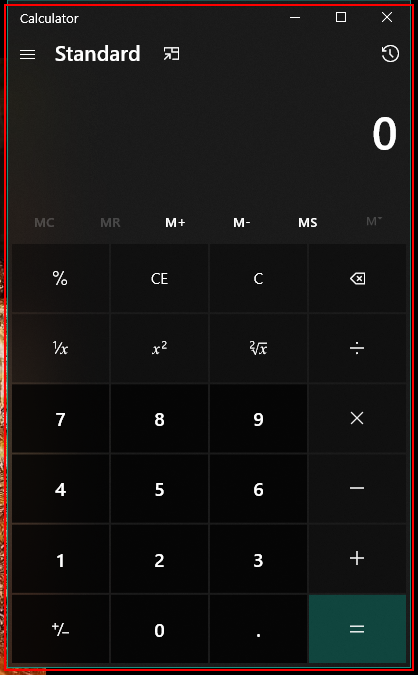 Calculator
Standard
0
MC MR M+ M- MS M˅
% CE C
⅟x x² ²√x ÷
7 8 9 ×
4 5 6 −
1 2 3 +
+/− 0 . =